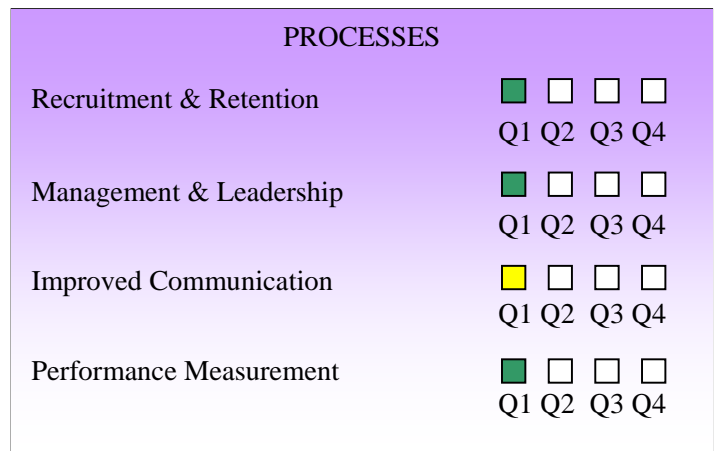 PROCESSES
Recruitment & Retention
Q1 Q2 Q3 Q4
Management & Leadership
Q1 Q2 Q3 Q4
Improved Communication
Q1 Q2 Q3 Q4
Performance Measurement
Q1 Q2 Q3 Q4